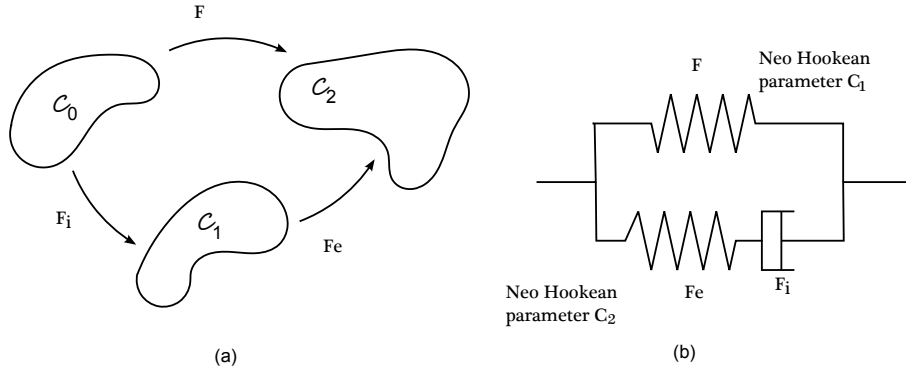 F
C0
C2
Fi
C1
Fe
(a)
Neo Hookean
parameter C1
F
Neo Hookean
parameter C2
Fe
Fi
(b)